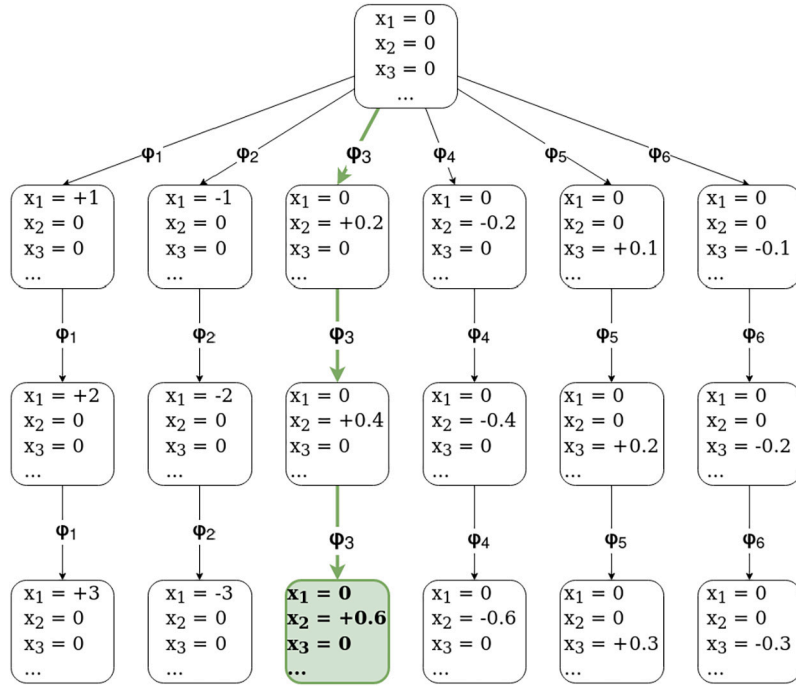 x₁ = 0
x₂ = 0
x₃ = 0
...
φ₁ φ₂ φ₃ φ₄ φ₅ φ₆
x₁ = +1
x₂ = 0
x₃ = 0
...
x₁ = -1
x₂ = 0
x₃ = 0
...
x₁ = 0
x₂ = +0.2
x₃ = 0
...
x₁ = 0
x₂ = -0.2
x₃ = 0
...
x₁ = 0
x₂ = 0
x₃ = +0.1
...
x₁ = 0
x₂ = 0
x₃ = -0.1
...
φ₁ φ₂ φ₃ φ₄ φ₅ φ₆
x₁ = +2
x₂ = 0
x₃ = 0
...
x₁ = -2
x₂ = 0
x₃ = 0
...
x₁ = 0
x₂ = +0.4
x₃ = 0
...
x₁ = 0
x₂ = -0.4
x₃ = 0
...
x₁ = 0
x₂ = 0
x₃ = +0.2
...
x₁ = 0
x₂ = 0
x₃ = -0.2
...
φ₁ φ₂ φ₃ φ₄ φ₅ φ₆
x₁ = +3
x₂ = 0
x₃ = 0
...
x₁ = -3
x₂ = 0
x₃ = 0
...
x₁ = 0
x₂ = +0.6
x₃ = 0
...
x₁ = 0
x₂ = -0.6
x₃ = 0
...
x₁ = 0
x₂ = 0
x₃ = +0.3
...
x₁ = 0
x₂ = 0
x₃ = -0.3
...